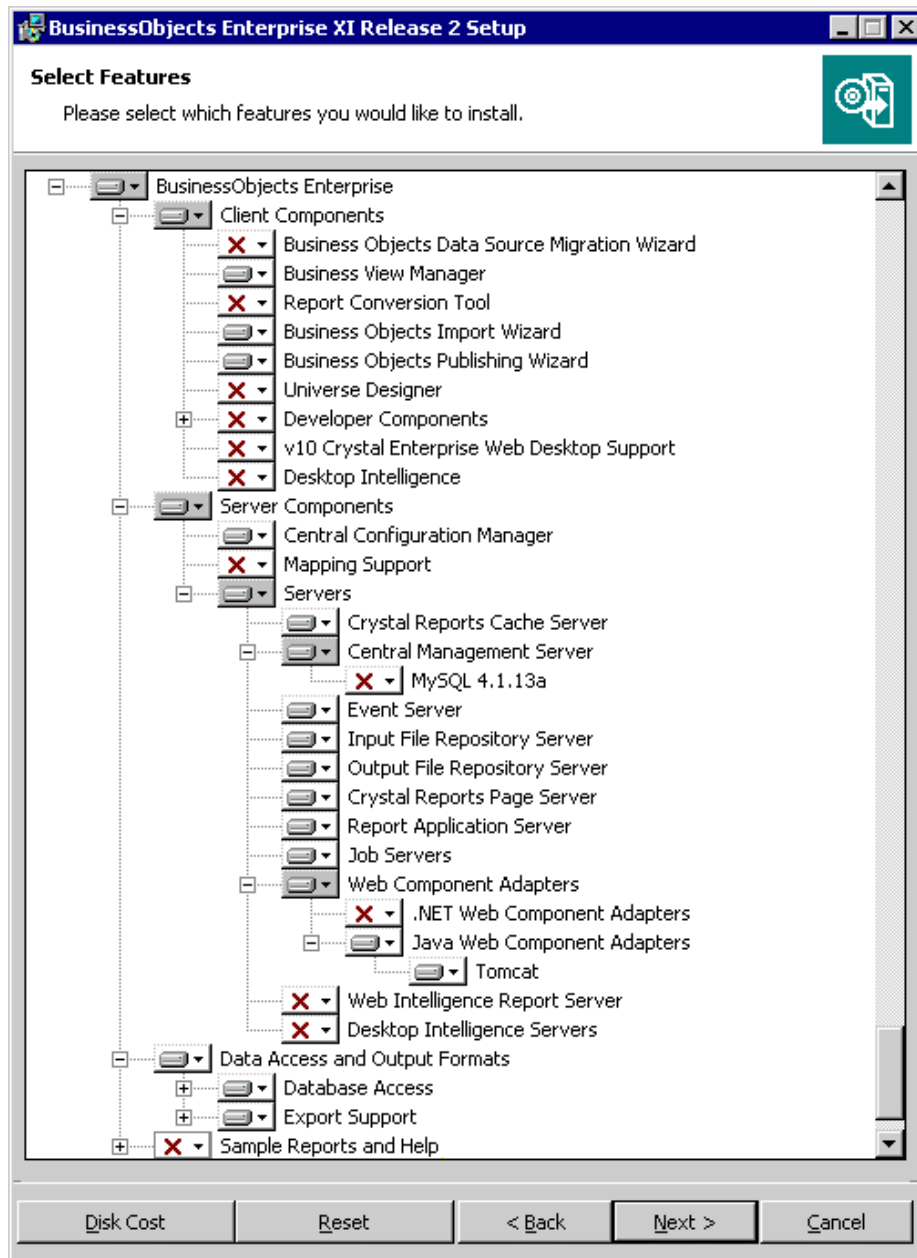 BusinessObjects Enterprise XI Release 2 Setup
Select Features
Please select which features you would like to install.
BusinessObjects Enterprise
Client Components
Business Objects Data Source Migration Wizard
Business View Manager
Report Conversion Tool
Business Objects Import Wizard
Business Objects Publishing Wizard
Universe Designer
Developer Components
v10 Crystal Enterprise Web Desktop Support
Desktop Intelligence
Server Components
Central Configuration Manager
Mapping Support
Servers
Crystal Reports Cache Server
Central Management Server
MySQL 4.1.13a
Event Server
Input File Repository Server
Output File Repository Server
Crystal Reports Page Server
Report Application Server
Job Servers
Web Component Adapters
.NET Web Component Adapters
Java Web Component Adapters
Tomcat
Web Intelligence Report Server
Desktop Intelligence Servers
Data Access and Output Formats
Database Access
Export Support
Sample Reports and Help
Disk Cost Reset < Back Next > Cancel